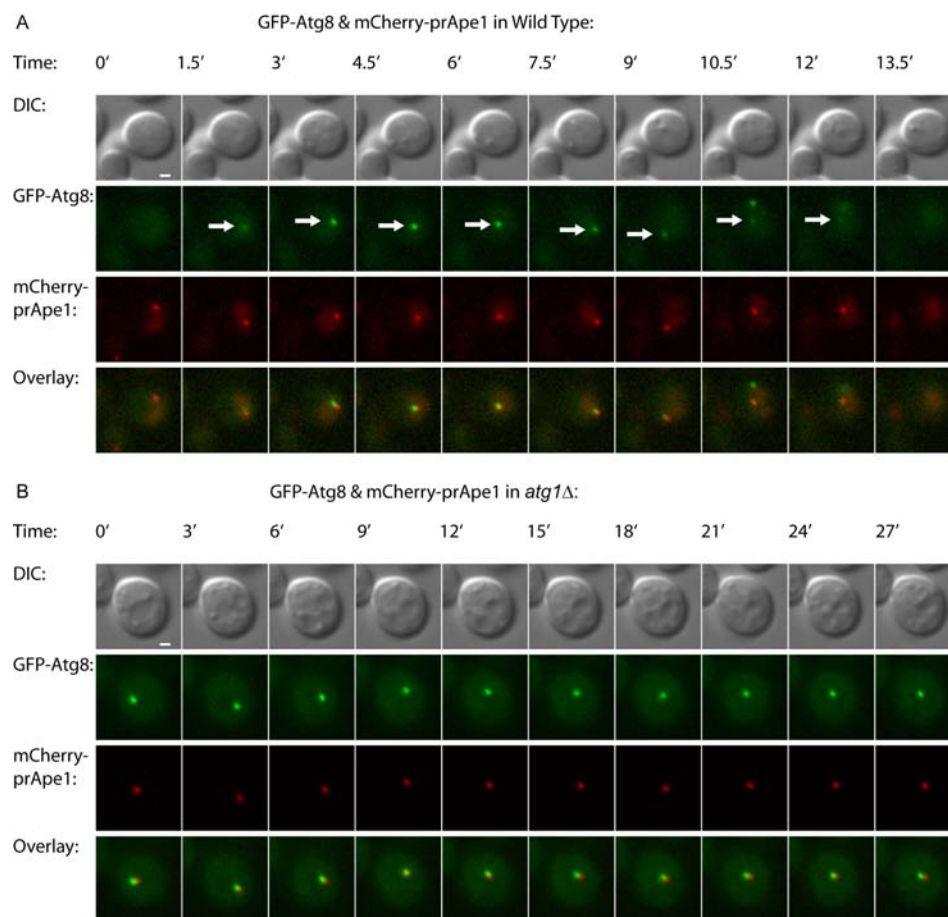 A
GFP-Atg8 & mCherry-prApe1 in Wild Type:
Time: 0’ 1.5’ 3’ 4.5’ 6’ 7.5’ 9’ 10.5’ 12’ 13.5’
DIC:
GFP-Atg8:
mCherry-
prApe1:
Overlay:
B
GFP-Atg8 & mCherry-prApe1 in atg1Δ:
Time: 0’ 3’ 6’ 9’ 12’ 15’ 18’ 21’ 24’ 27’
DIC:
GFP-Atg8:
mCherry-
prApe1:
Overlay: